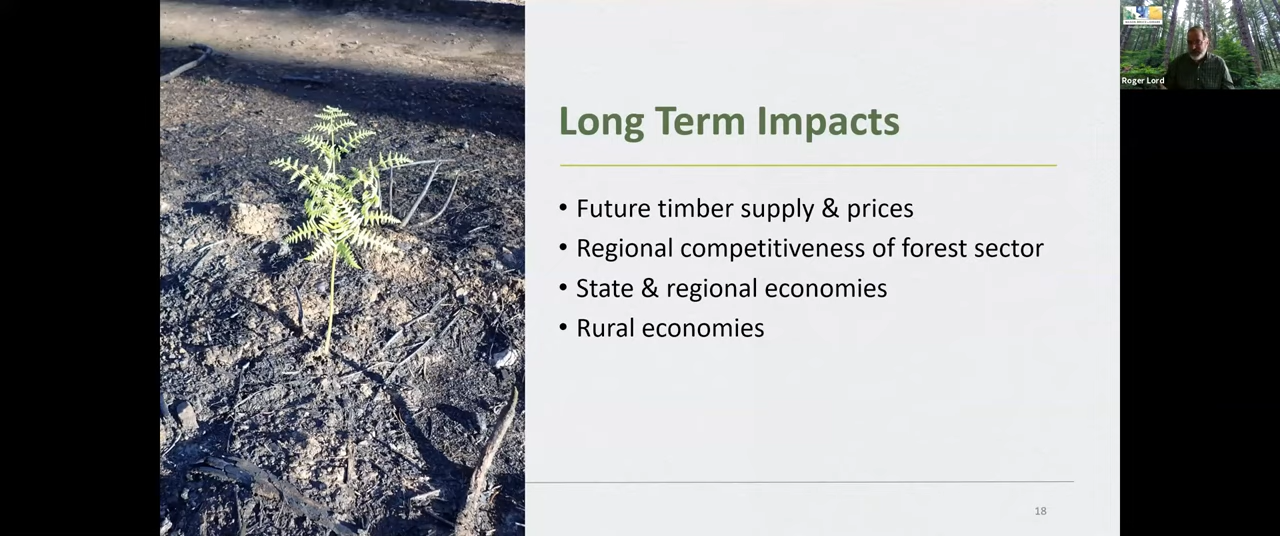 Long Term Impacts
• Future timber supply & prices
• Regional competitiveness of forest sector
• State & regional economies
• Rural economies
18
Roger Lord